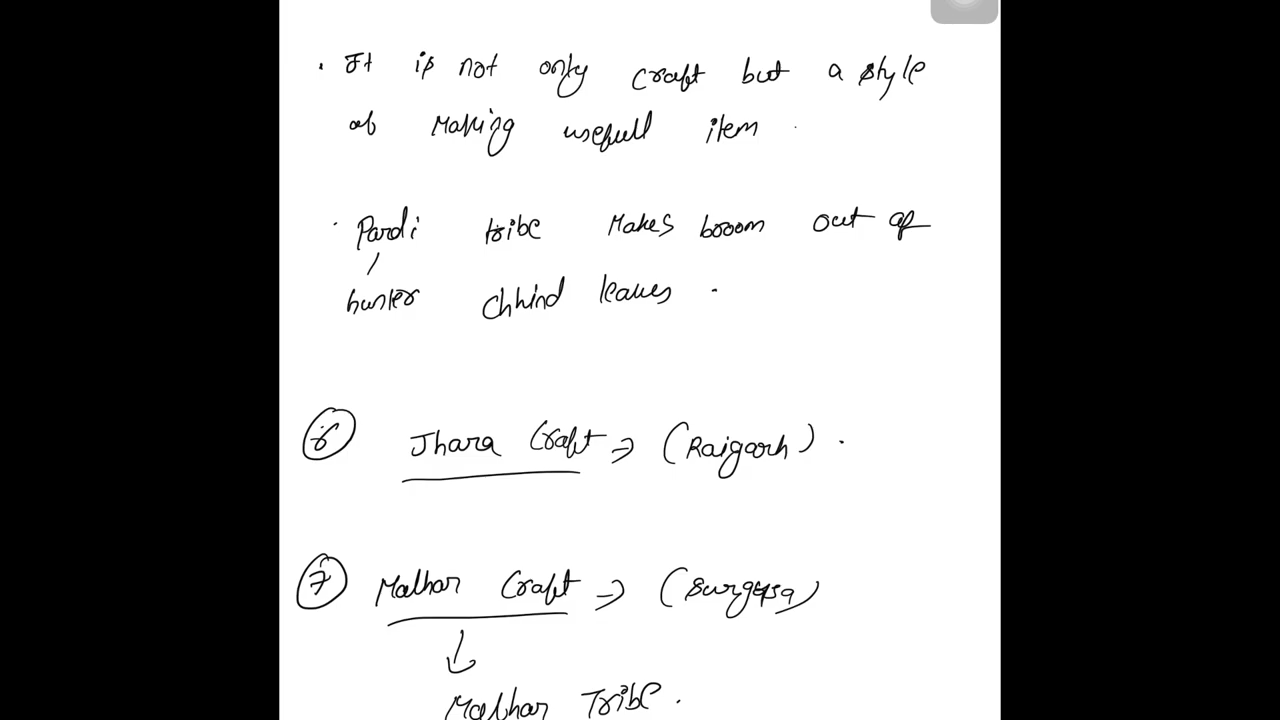 . It is not only craft but a style
of Making usefull item .
. Pardi tribe Makes broom out of
hunter chhind leaves .
6 Jhara Craft => (Raigarh) .
7 Malhar Craft => (Surguja)
Malhar Tribe .